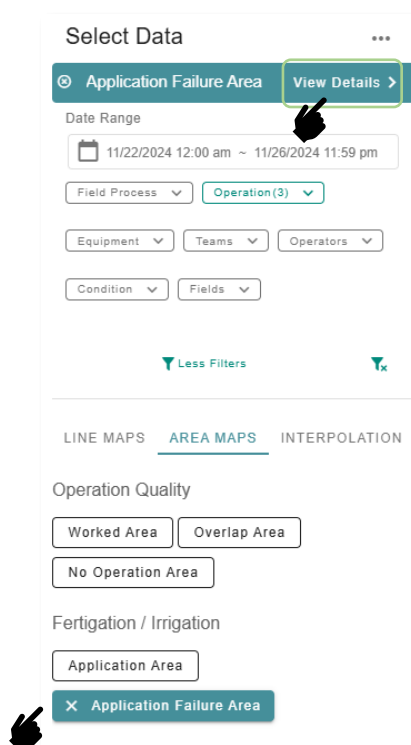 Select Data
Application Failure Area View Details
Date Range
11/22/2024 12:00 am ~ 11/26/2024 11:59 pm
Field Process Operation(3)
Equipment Teams Operators
Condition Fields
Less Filters
LINE MAPS AREA MAPS INTERPOLATION
Operation Quality
Worked Area Overlap Area
No Operation Area
Fertigation / Irrigation
Application Area
Application Failure Area